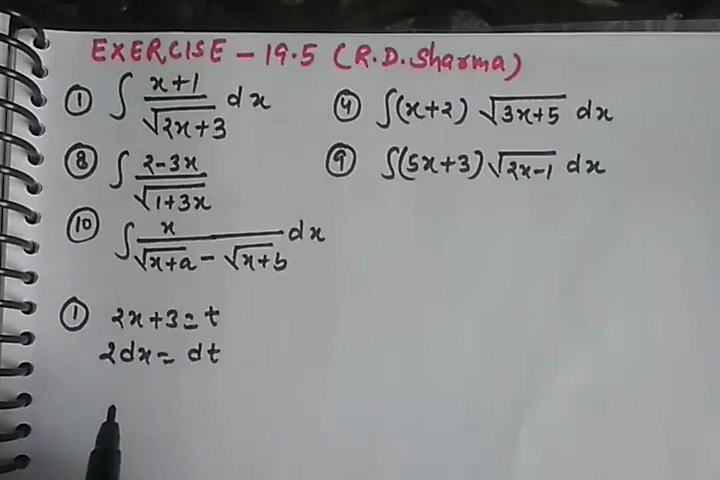 EXERCISE - 19.5 (R.D. Sharma)
① ∫ x+1/√2x+3 dx
④ ∫(x+2) √3x+5 dx
⑧ ∫ 2-3x/√1+3x
⑨ ∫(5x+3) √2x-1 dx
⑩ ∫ x/√x+a - √x+b dx
① 2x+3=t
2dx= dt